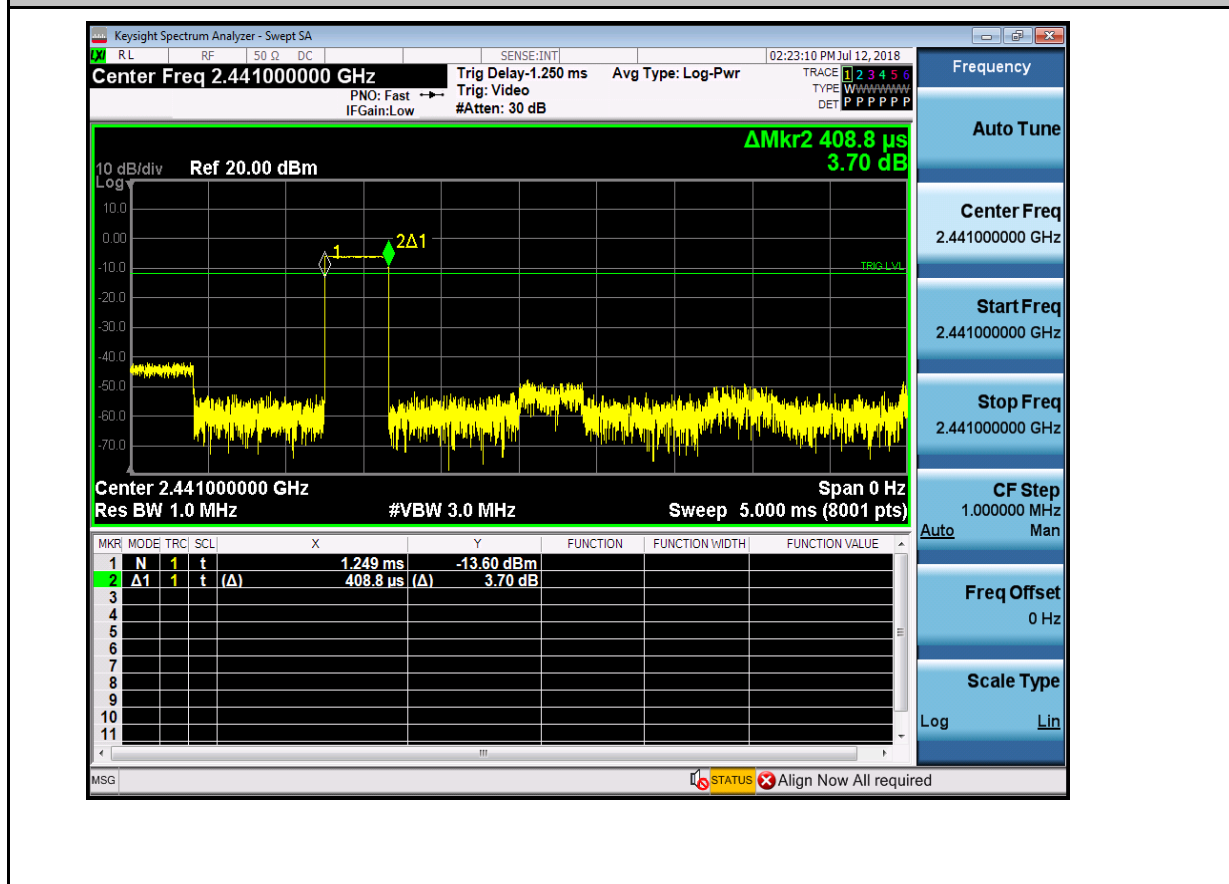 Keysight Spectrum Analyzer - Swept SA
LXI RL RF 50 Ω DC SENSE:INT 02:23:10 PM Jul 12, 2018
Center Freq 2.441000000 GHz
PNO: Fast
IFGain:Low
Trig Delay-1.250 ms
Trig: Video
#Atten: 30 dB
Avg Type: Log-Pwr
TRACE 1 2 3 4 5 6
TYPE WWWWWW
DET P P P P P P
ΔMkr2 408.8 µs
3.70 dB
10 dB/div Ref 20.00 dBm
Log
10.0
0.00
-10.0
-20.0
-30.0
-40.0
-50.0
-60.0
-70.0
1
2Δ1
TRIG LVL
Center 2.441000000 GHz Span 0 Hz
Res BW 1.0 MHz #VBW 3.0 MHz Sweep 5.000 ms (8001 pts)
MKR MODE TRC SCL X Y FUNCTION FUNCTION WIDTH FUNCTION VALUE
1 N 1 t 1.249 ms -13.60 dBm
2 Δ1 1 t (Δ) 408.8 µs (Δ) 3.70 dB
3
4
5
6
7
8
9
10
11
MSG STATUS Align Now All required
Frequency
Auto Tune
Center Freq
2.441000000 GHz
Start Freq
2.441000000 GHz
Stop Freq
2.441000000 GHz
CF Step
1.000000 MHz
Auto Man
Freq Offset
0 Hz
Scale Type
Log Lin